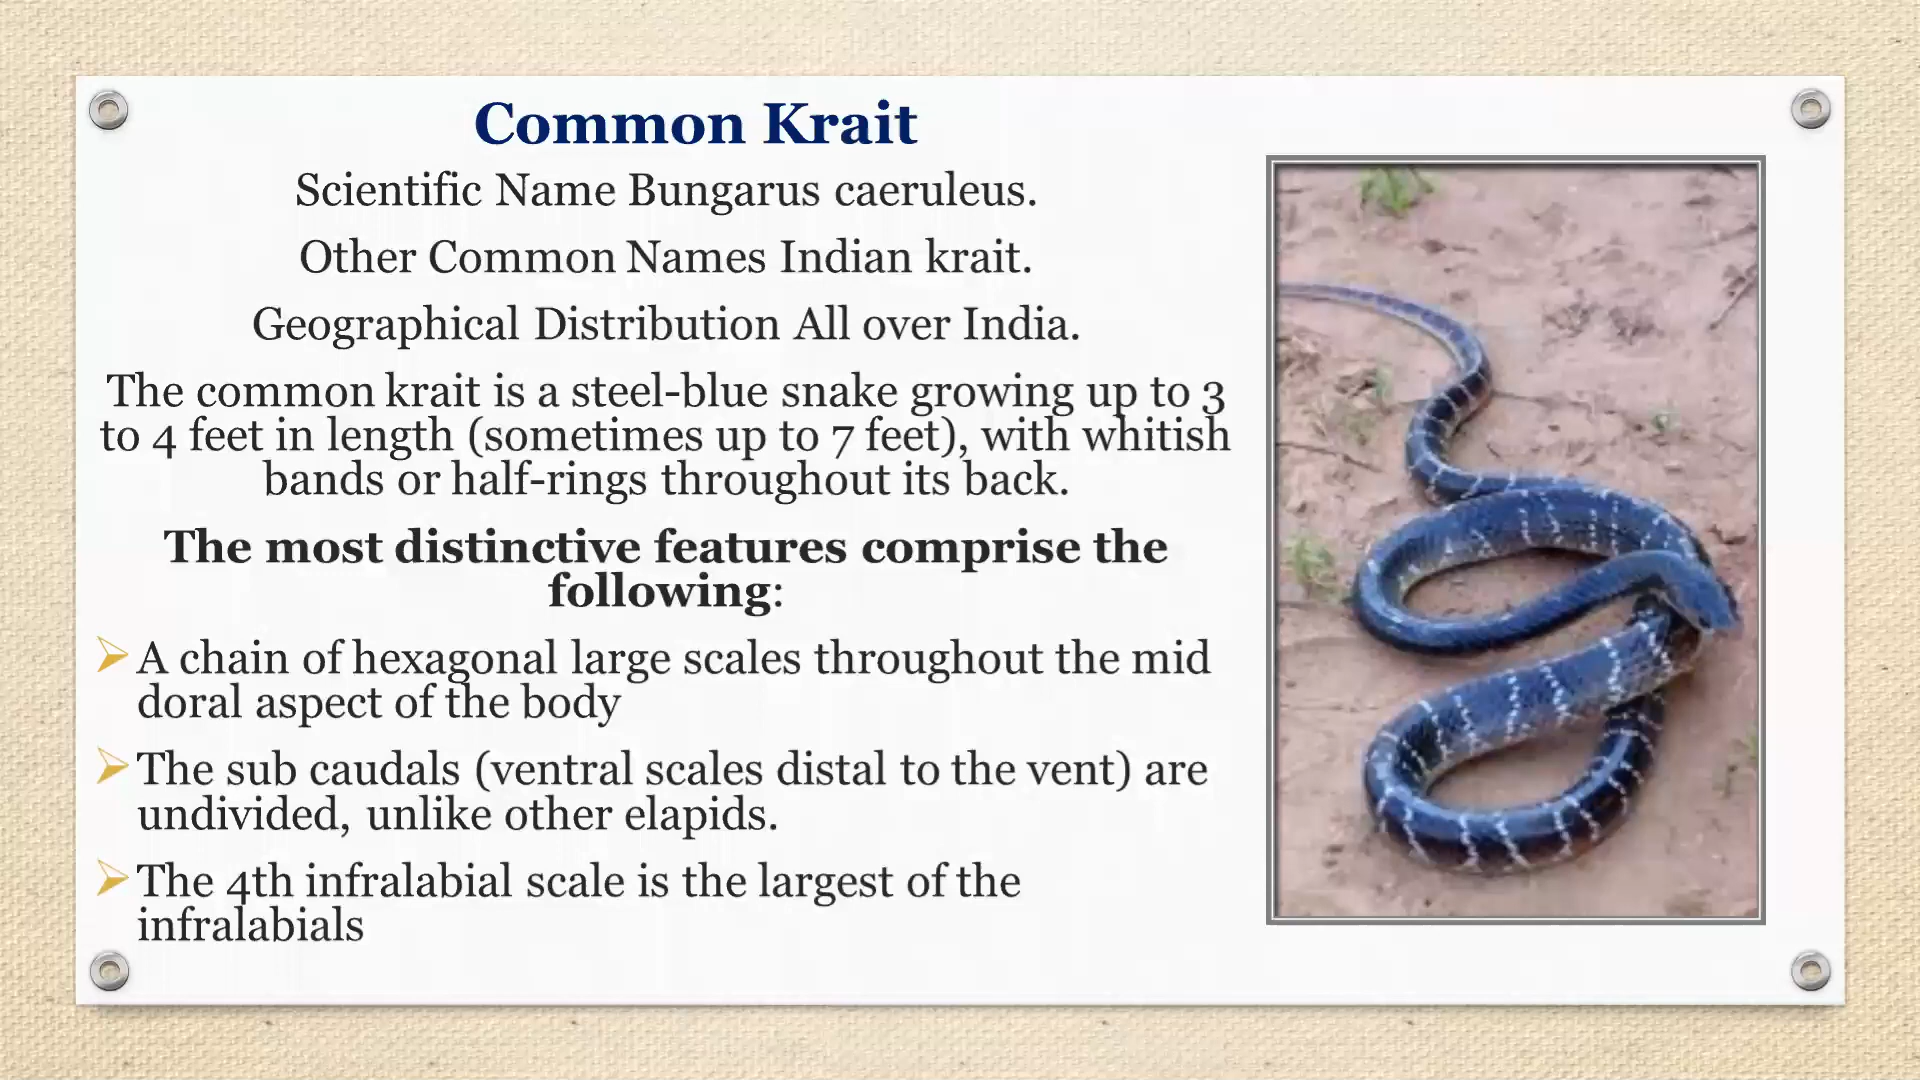 Common Krait
Scientific Name Bungarus caeruleus.
Other Common Names Indian krait.
Geographical Distribution All over India.
The common krait is a steel-blue snake growing up to 3
to 4 feet in length (sometimes up to 7 feet), with whitish
bands or half-rings throughout its back.
The most distinctive features comprise the
following:
A chain of hexagonal large scales throughout the mid
doral aspect of the body
The sub caudals (ventral scales distal to the vent) are
undivided, unlike other elapids.
The 4th infralabial scale is the largest of the
infralabials